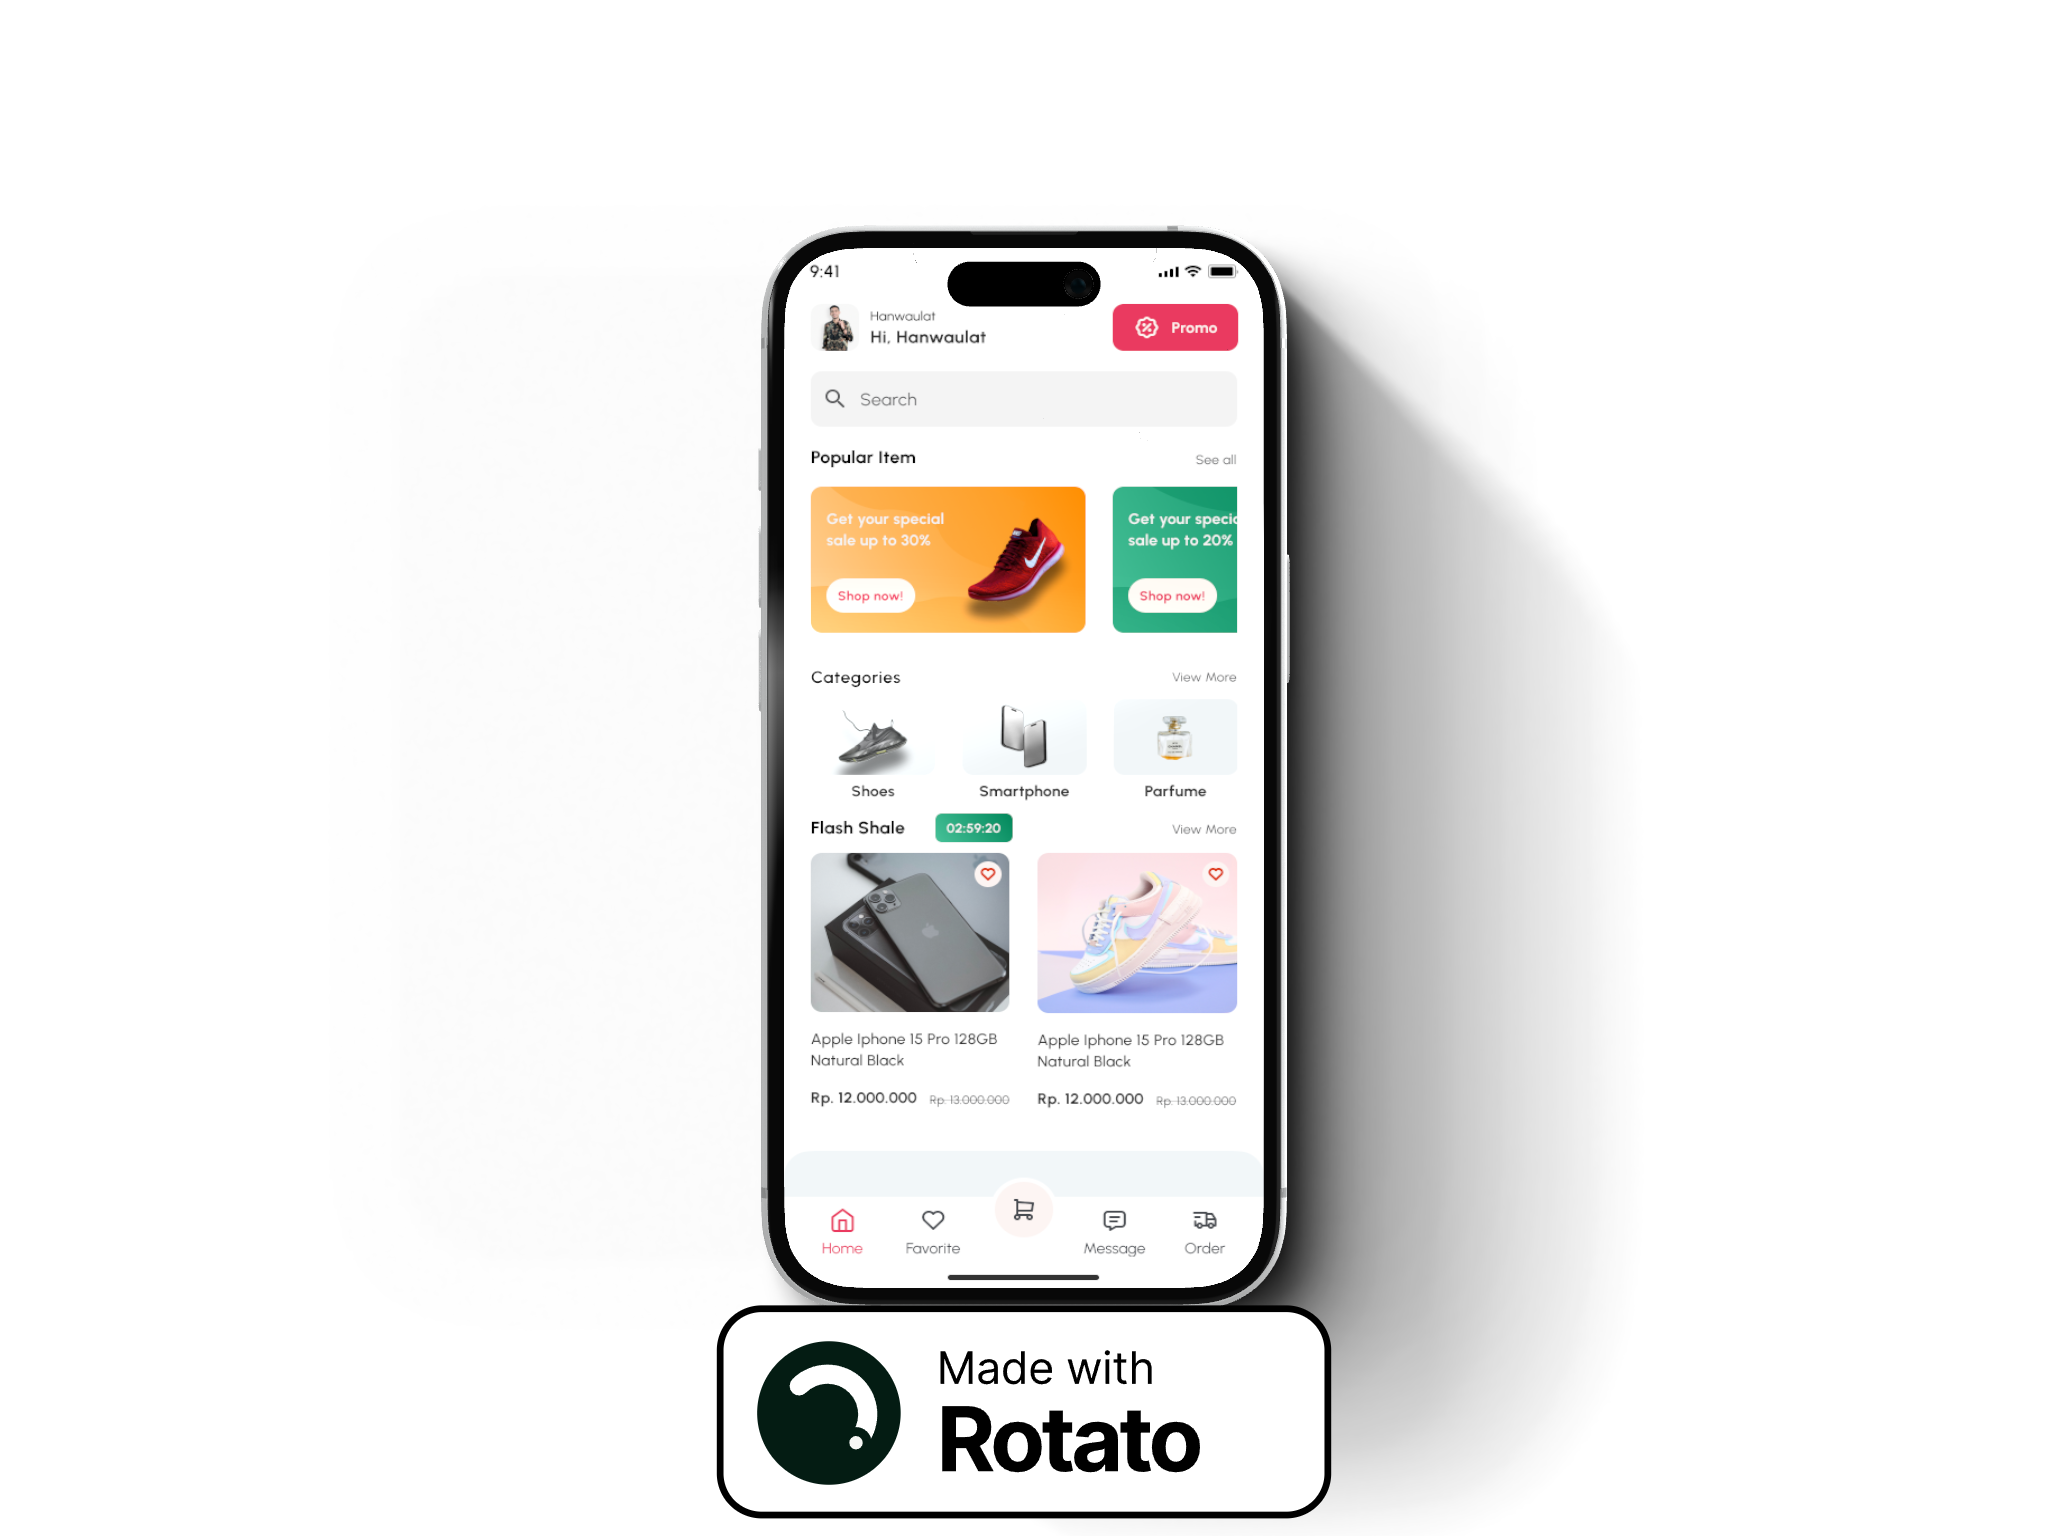 9:41
Hanwaulat
Hi, Hanwaulat
Promo
Search
Popular Item
See all
Get your special
sale up to 30%
Shop now!
Get your specia
sale up to 20%
Shop now!
Categories
View More
Shoes
Smartphone
Parfume
Flash Shale
02:59:20
View More
Apple Iphone 15 Pro 128GB
Natural Black
Rp. 12.000.000 Rp. 13.000.000
Apple Iphone 15 Pro 128GB
Natural Black
Rp. 12.000.000 Rp. 13.000.000
Home
Favorite
Message
Order
Made with
Rotato